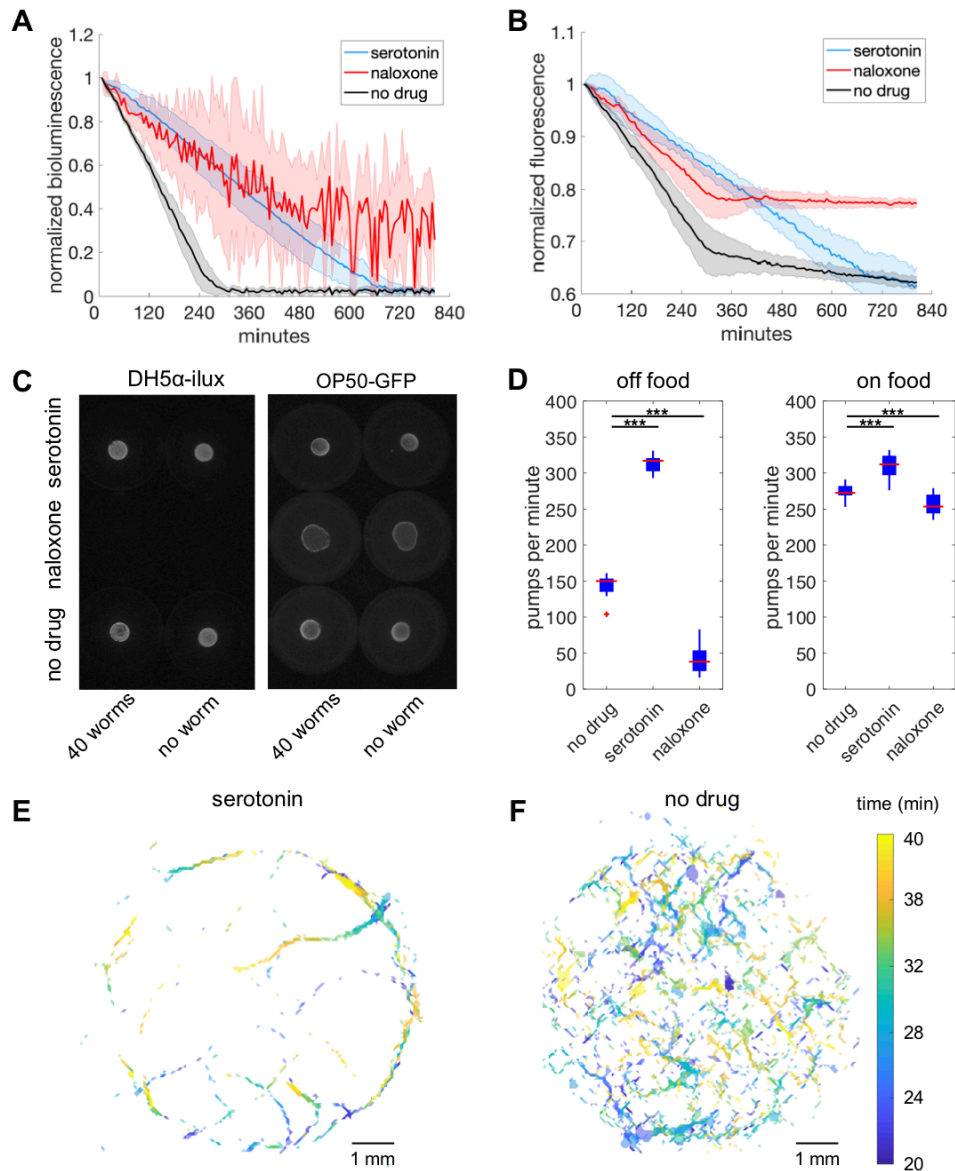 A
normalized bioluminescence
1.2
1
0.8
0.6
0.4
0.2
0
0
120
240
360
480
600
720
840
minutes
serotonin
naloxone
no drug
B
normalized fluorescence
1.1
1
0.9
0.8
0.7
0.6
0
120
240
360
480
600
720
840
minutes
serotonin
naloxone
no drug
C
DH5α-ilux
OP50-GFP
serotonin
naloxone
no drug
40 worms
no worm
40 worms
no worm
D
off food
pumps per minute
400
350
300
250
200
150
100
50
0
***
***
no drug
serotonin
naloxone
on food
pumps per minute
400
350
300
250
200
150
100
50
0
***
***
no drug
serotonin
naloxone
E
serotonin
1 mm
F
no drug
1 mm
time (min)
40
38
32
28
24
20